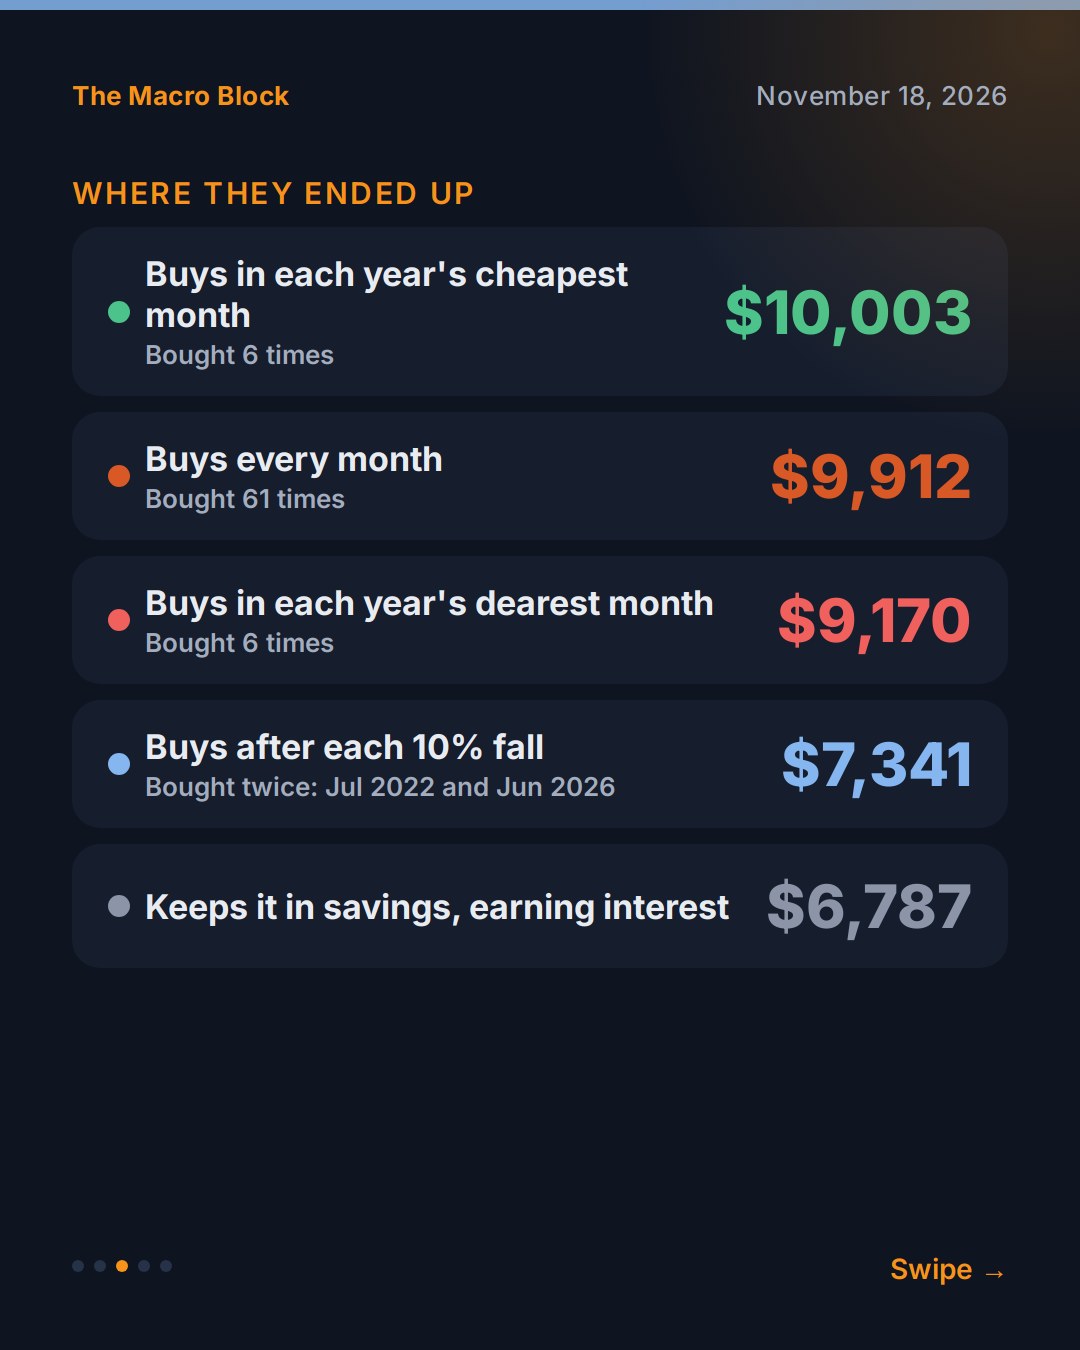 The Macro Block
November 18, 2026
WHERE THEY ENDED UP
Buys in each year's cheapest
month
Bought 6 times
$10,003
Buys every month
Bought 61 times
$9,912
Buys in each year's dearest month
Bought 6 times
$9,170
Buys after each 10% fall
Bought twice: Jul 2022 and Jun 2026
$7,341
Keeps it in savings, earning interest
$6,787
Swipe →